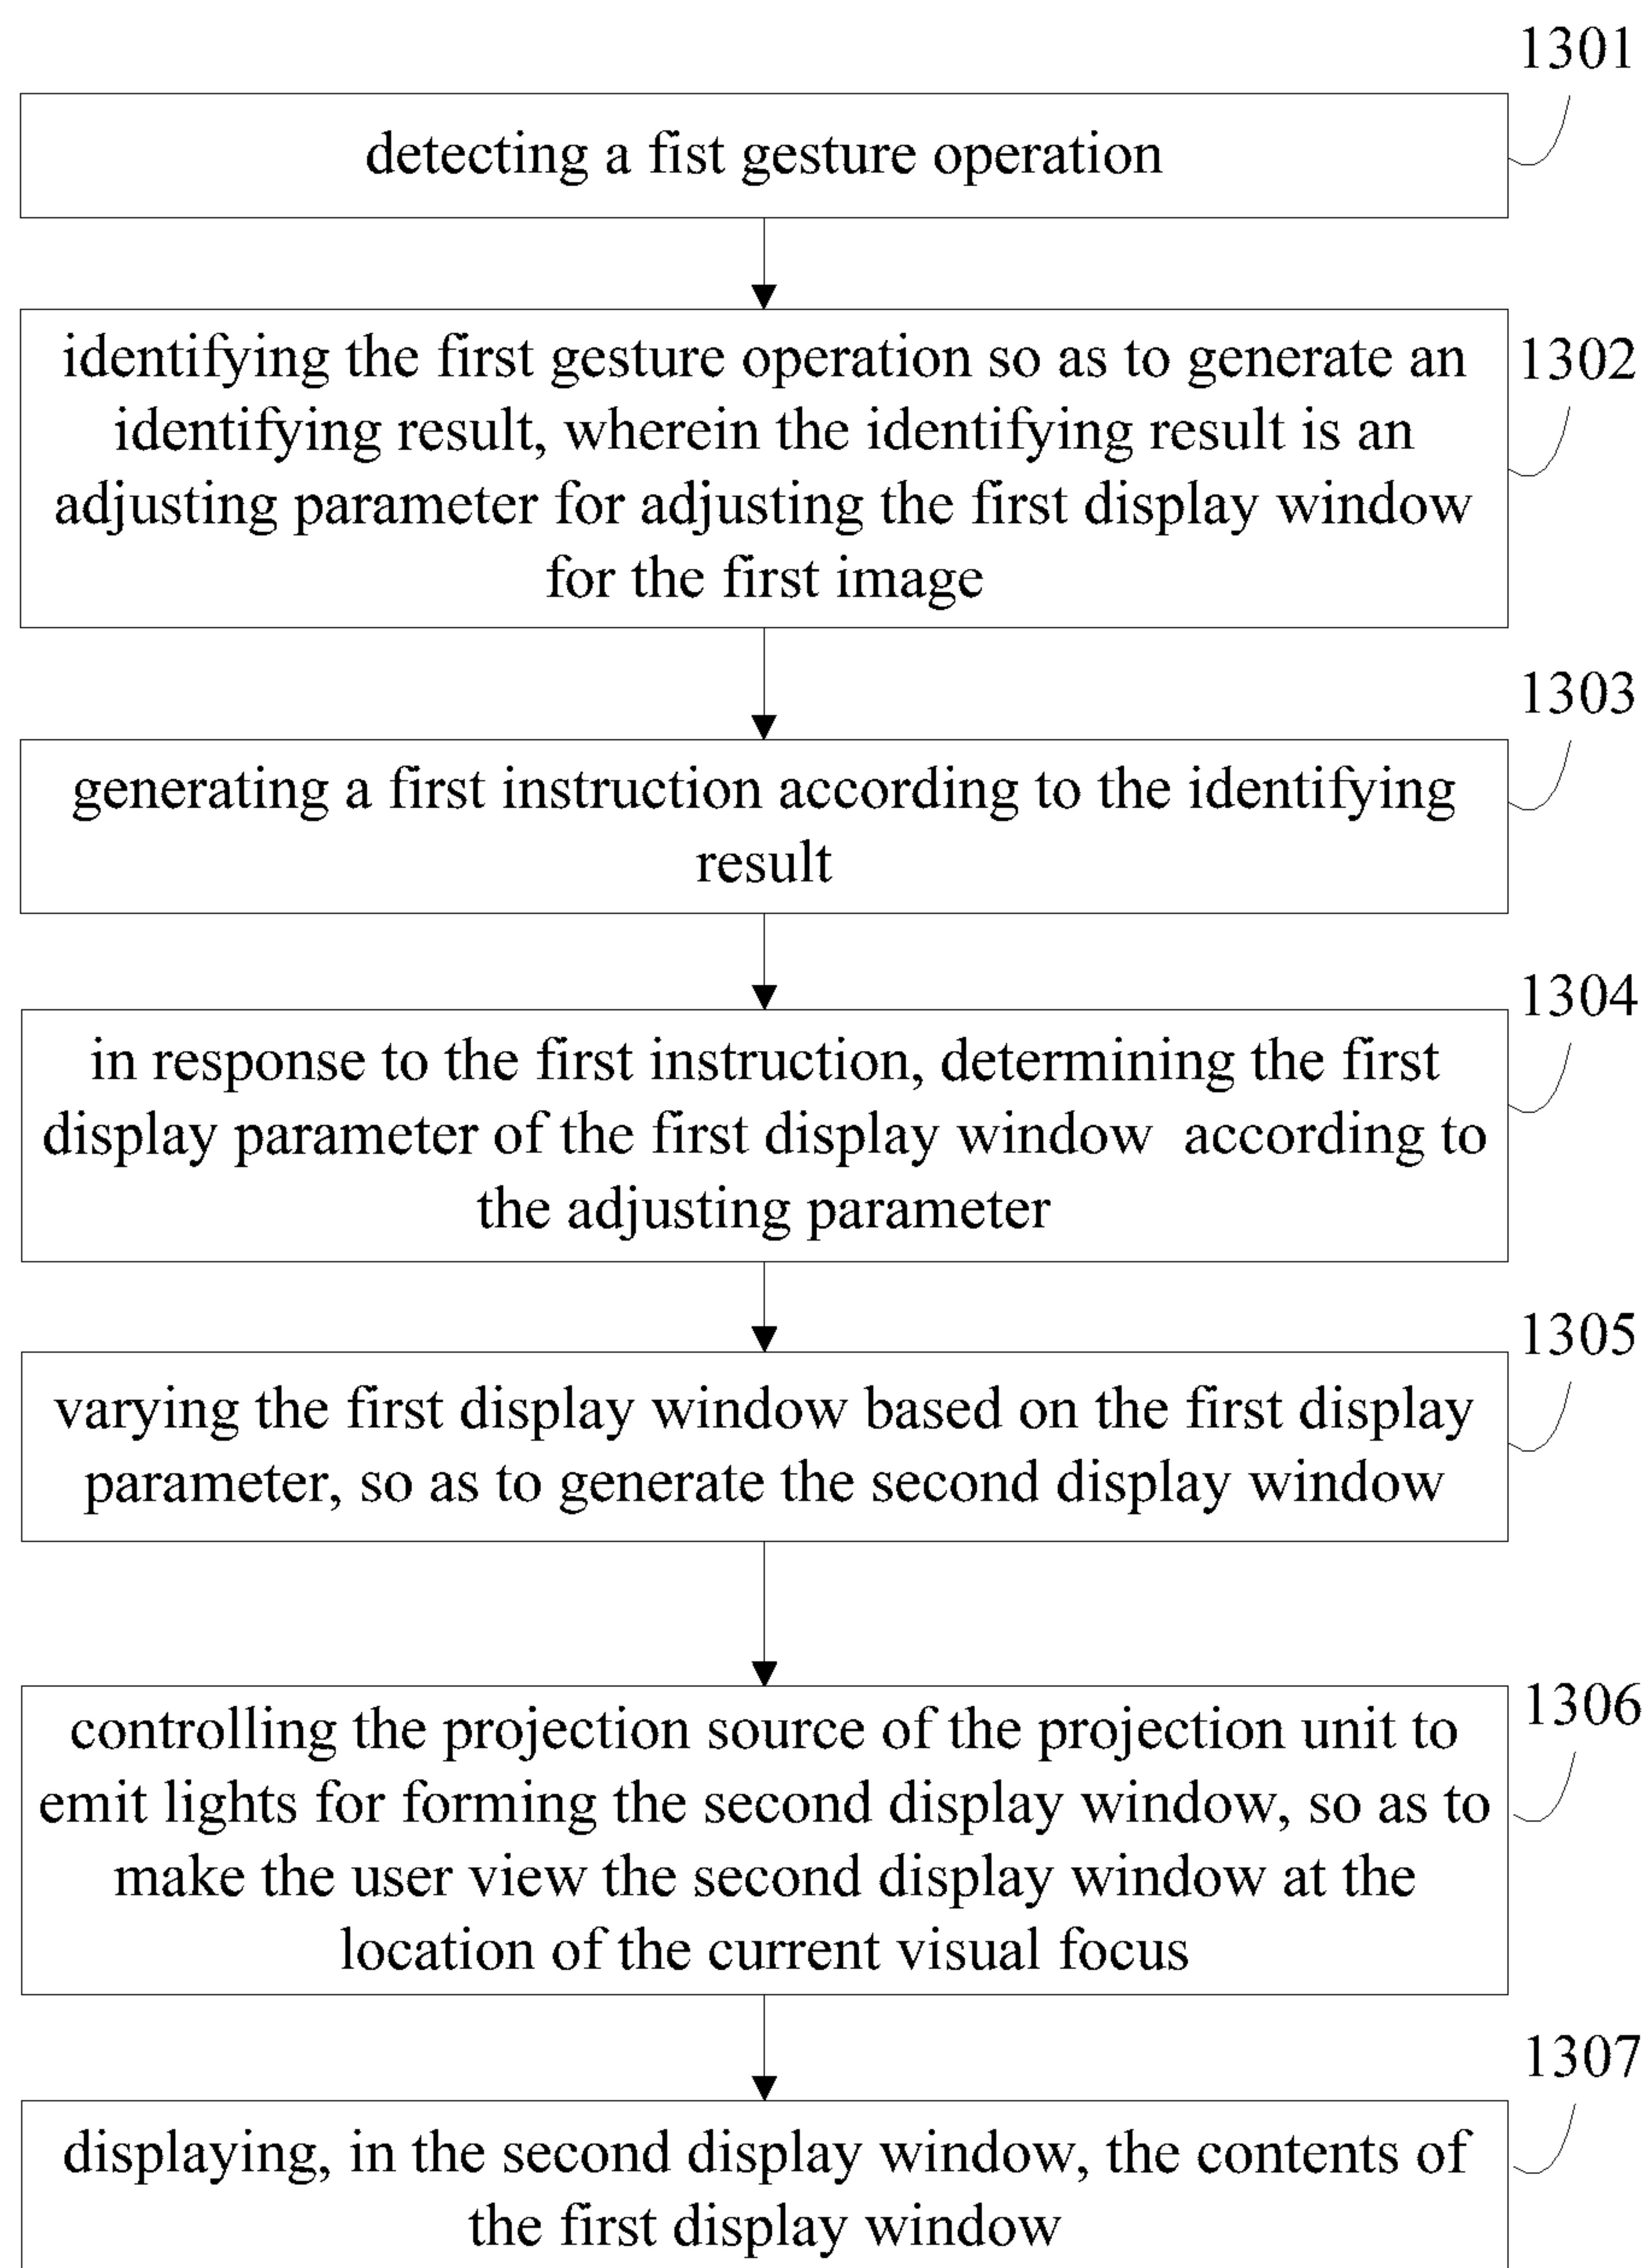 1301
detecting a fist gesture operation
1302
identifying the first gesture operation so as to generate an
identifying result, wherein the identifying result is an
adjusting parameter for adjusting the first display window
for the first image
1303
generating a first instruction according to the identifying
result
1304
in response to the first instruction, determining the first
display parameter of the first display window according to
the adjusting parameter
1305
varying the first display window based on the first display
parameter, so as to generate the second display window
1306
controlling the projection source of the projection unit to
emit lights for forming the second display window, so as to
make the user view the second display window at the
location of the current visual focus
1307
displaying, in the second display window, the contents of
the first display window